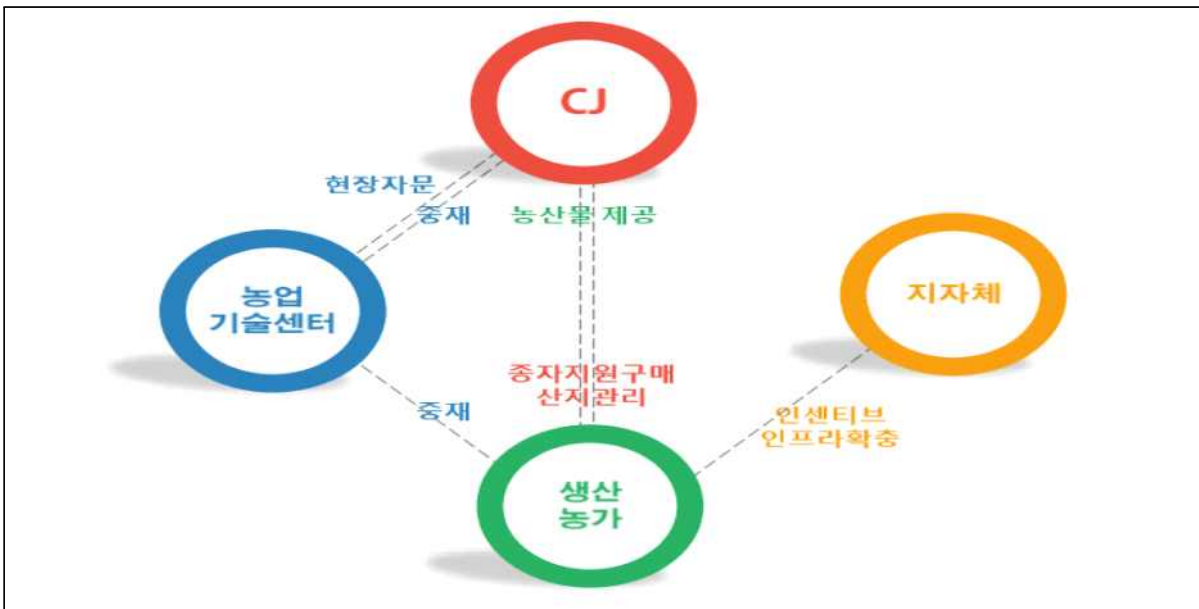 CJ
현장자문
중재
농산물 제공
농업
기술센터
지자체
종자지원구매
산지관리
중재
인센티브
인프라확충
생산
농가